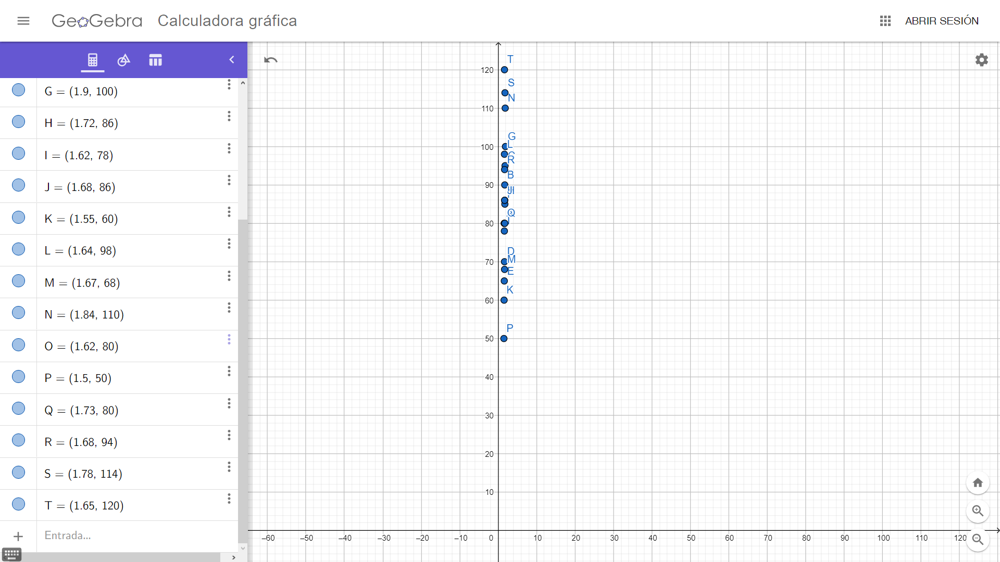 GeoGebra Calculadora gráfica
ABRIR SESIÓN
G = (1.9, 100)
H = (1.72, 86)
I = (1.62, 78)
J = (1.68, 86)
K = (1.55, 60)
L = (1.64, 98)
M = (1.67, 68)
N = (1.84, 110)
O = (1.62, 80)
P = (1.5, 50)
Q = (1.73, 80)
R = (1.68, 94)
S = (1.78, 114)
T = (1.65, 120)
Entrada...
T
120
S
N
110
G
L
100
R
B
90
Q
80
D
70
M
E
K
60
P
50
40
30
20
10
–60 –50 –40 –30 –20 –10 0 10 20 30 40 50 60 70 80 90 100 110 120